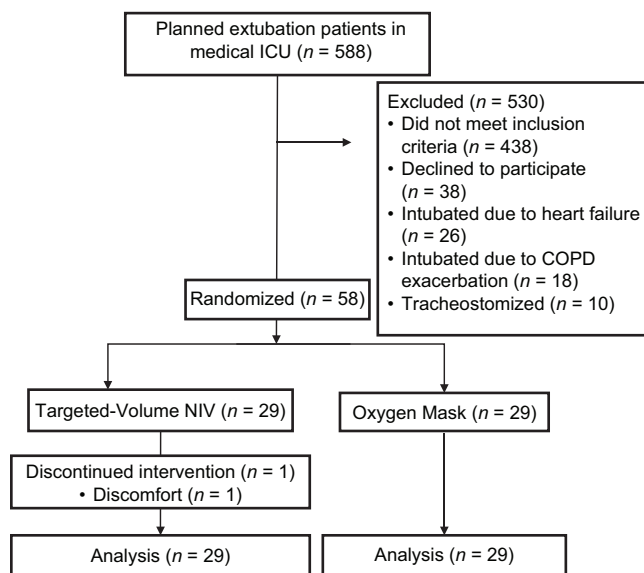 Planned extubation patients in
medical ICU (n = 588)
Excluded (n = 530)
• Did not meet inclusion
criteria (n = 438)
• Declined to participate
(n = 38)
• Intubated due to heart failure
(n = 26)
• Intubated due to COPD
exacerbation (n = 18)
• Tracheostomized (n = 10)
Randomized (n = 58)
Targeted-Volume NIV (n = 29)
Oxygen Mask (n = 29)
Discontinued intervention (n = 1)
• Discomfort (n = 1)
Analysis (n = 29)
Analysis (n = 29)